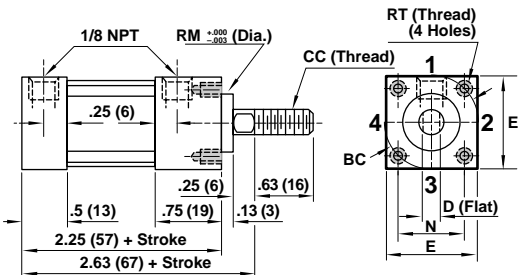 1/8 NPT
RM +.000 -.003 (Dia.)
CC (Thread)
RT (Thread)
(4 Holes)
.25 (6)
1
4
2
3
E
BC
.25 (6)
.63 (16)
.5 (13)
.75 (19)
.13 (3)
D (Flat)
N
E
2.25 (57) + Stroke
2.63 (67) + Stroke